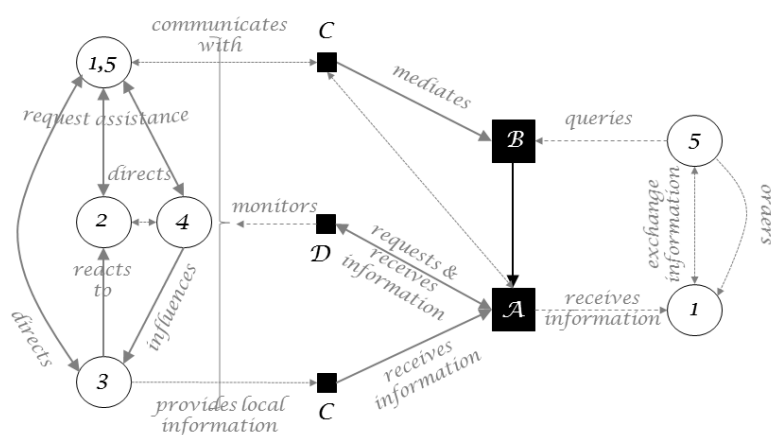 communicates
with
C
1,5
mediates
request assistance
B
queries
5
directs
monitors
2
4
D
requests &
receives
information
exchange
information
orders
reacts
to
influences
A
receives
information
1
directs
3
receives
information
provides local
information
C